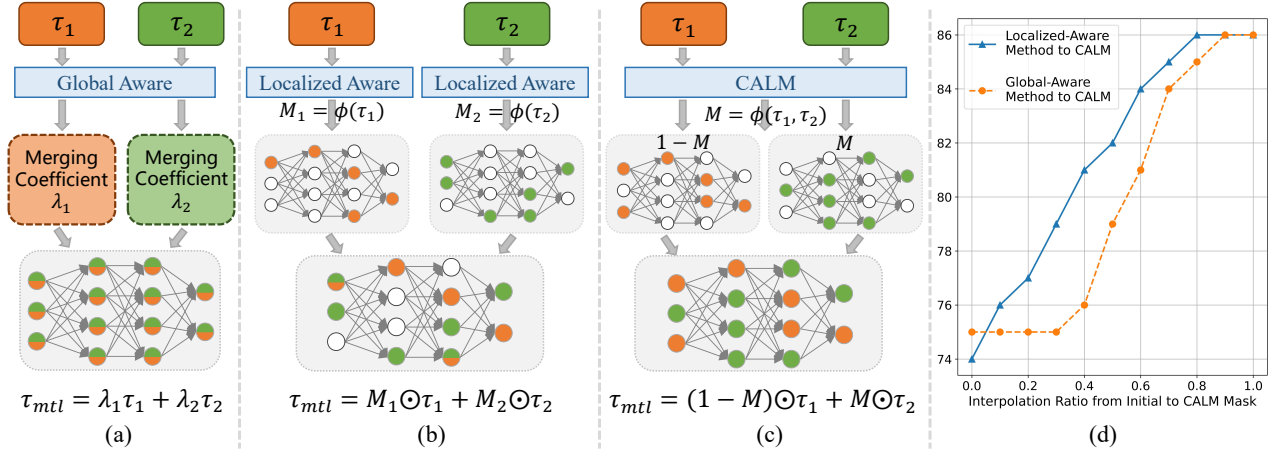 τ1
τ2
Global Aware
Merging
Coefficient
λ1
Merging
Coefficient
λ2
τmtl = λ1τ1 + λ2τ2
(a)
τ1
τ2
Localized Aware
Localized Aware
M1 = ϕ(τ1)
M2 = ϕ(τ2)
τmtl = M1⊙τ1 + M2⊙τ2
(b)
τ1
τ2
CALM
M = ϕ(τ1, τ2)
1 − M
M
τmtl = (1 − M)⊙τ1 + M⊙τ2
(c)
Localized-Aware
Method to CALM
Global-Aware
Method to CALM
86
84
82
80
78
76
74
0.0 0.2 0.4 0.6 0.8 1.0
Interpolation Ratio from Initial to CALM Mask
(d)